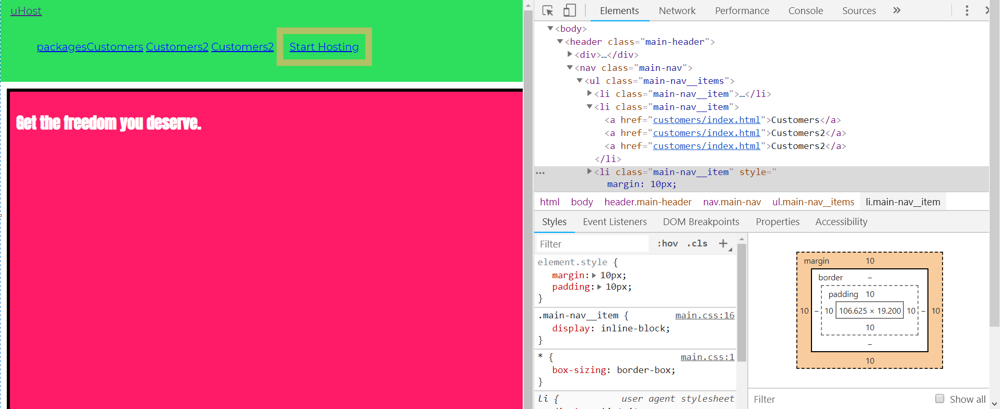 uHost
packagesCustomers Customers2 Customers2 Start Hosting
Get the freedom you deserve.
Elements Network Performance Console Sources »
<body>
<header class="main-header">
<div>…</div>
<nav class="main-nav">
<ul class="main-nav__items">
<li class="main-nav__item">…</li>
<li class="main-nav__item">
<a href="customers/index.html">Customers</a>
<a href="customers/index.html">Customers2</a>
<a href="customers/index.html">Customers2</a>
</li>
… <li class="main-nav__item" style="
margin: 10px;
html body header.main-header nav.main-nav ul.main-nav__items li.main-nav__item
Styles Event Listeners DOM Breakpoints Properties Accessibility
Filter :hov .cls +
element.style {
margin: 10px;
padding: 10px;
}
.main-nav__item { main.css:16
display: inline-block;
}
* { main.css:1
box-sizing: border-box;
}
li { user agent stylesheet
margin 10
border –
padding 10
10 – 10 106.625 × 19.200 10 – 10
10
–
10
Filter Show all